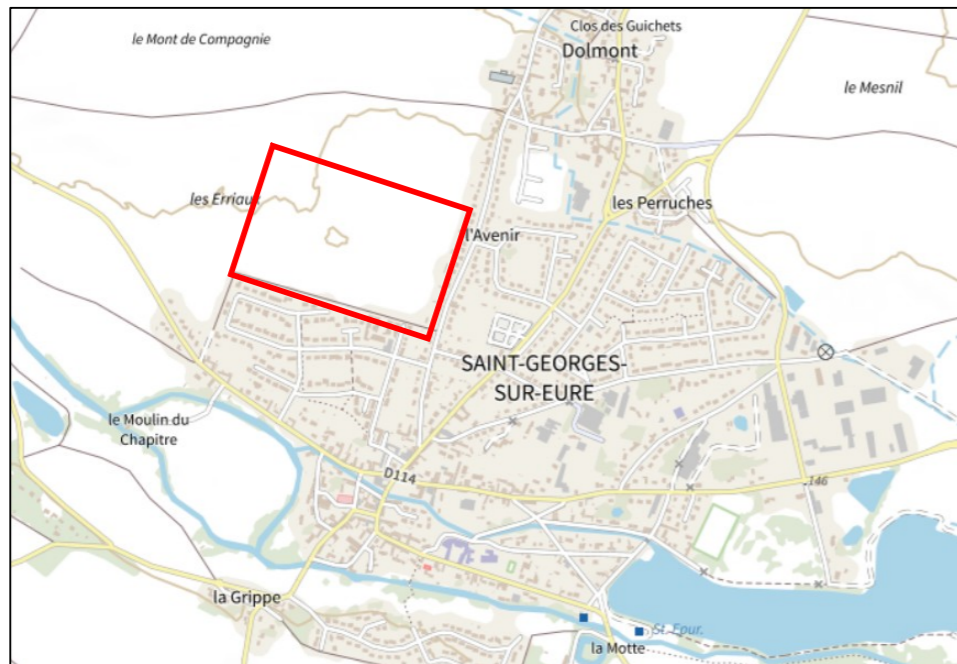 Clos des Guichets
le Mont de Compagnie
Dolmont
le Mesnil
les Erriaux
les Perruches
l'Avenir
SAINT-GEORGES-
SUR-EURE
le Moulin du
Chapitre
D114
146
la Grippe
St. Epur.
la Motte